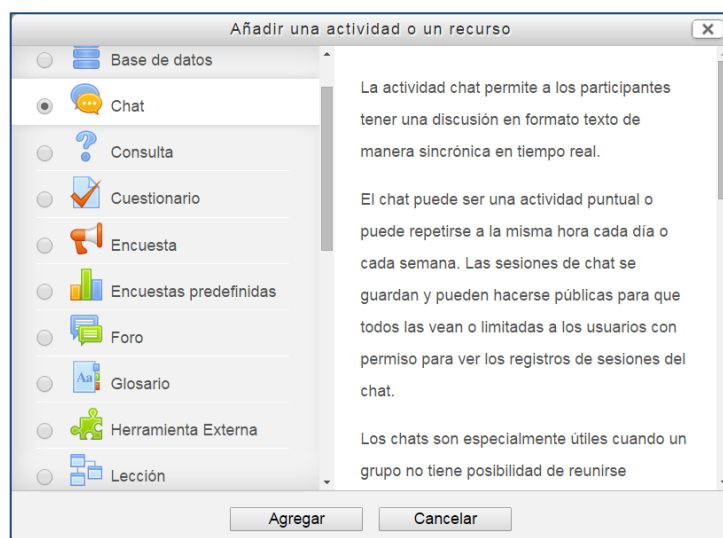 Añadir una actividad o un recurso
Base de datos
Chat
Consulta
Cuestionario
Encuesta
Encuestas predefinidas
Foro
Glosario
Herramienta Externa
Lección
La actividad chat permite a los participantes
tener una discusión en formato texto de
manera sincrónica en tiempo real.
El chat puede ser una actividad puntual o
puede repetirse a la misma hora cada día o
cada semana. Las sesiones de chat se
guardan y pueden hacerse públicas para que
todos las vean o limitadas a los usuarios con
permiso para ver los registros de sesiones del
chat.
Los chats son especialmente útiles cuando un
grupo no tiene posibilidad de reunirse
Agregar
Cancelar